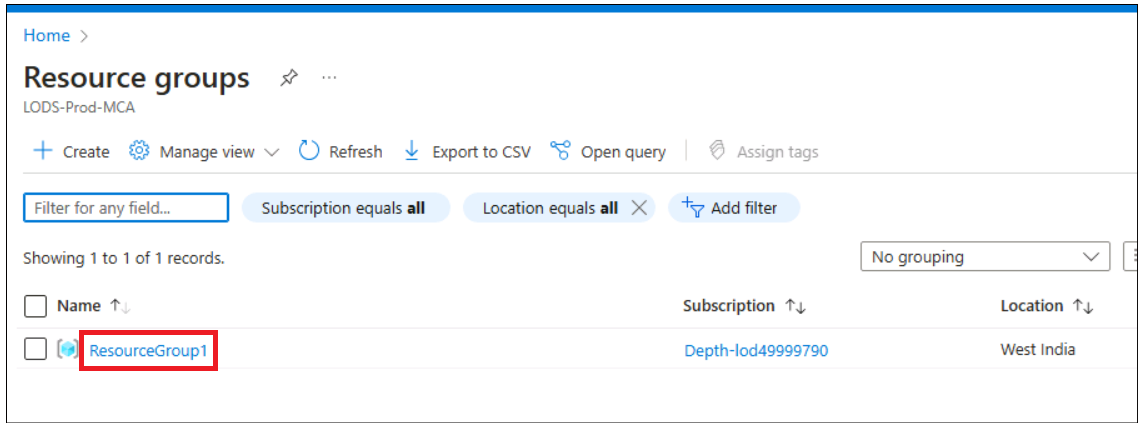 Home >
Resource groups ...
LODS-Prod-MCA
+ Create Manage view Refresh Export to CSV Open query Assign tags
Filter for any field... Subscription equals all Location equals all × Add filter
Showing 1 to 1 of 1 records. No grouping
Name ↑↓ Subscription ↑↓ Location ↑↓
ResourceGroup1 Depth-lod49999790 West India